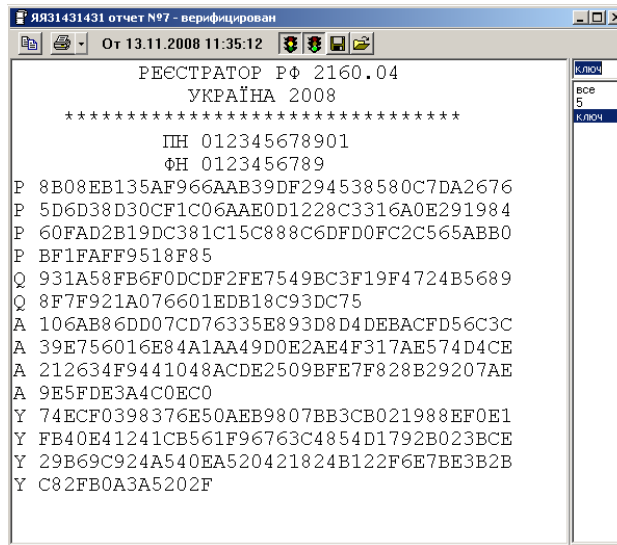 ЯЯ31431431 отчет №7 - верифицирован
От 13.11.2008 11:35:12
РЕЄСТРАТОР РФ 2160.04
УКРАЇНА 2008
********************************
ПН 012345678901
ФН 0123456789
P 8B08EB135AF966AAB39DF294538580C7DA2676
P 5D6D38D30CF1C06AAE0D1228C3316A0E291984
P 60FAD2B19DC381C15C888C6DFD0FC2C565ABB0
P BF1FAFF9518F85
Q 931A58FB6F0DCDF2FE7549BC3F19F4724B5689
Q 8F7F921A076601EDB18C93DC75
A 106AB86DD07CD76335E893D8D4DEBACFD56C3C
A 39E756016E84A1AA49D0E2AE4F317AE574D4CE
A 212634F9441048ACDE2509BFE7F828B29207AE
A 9E5FDE3A4C0EC0
Y 74ECF0398376E50AEB9807BB3CB021988EF0E1
Y FB40E41241CB561F96763C4854D1792B023BCE
Y 29B69C924A540EA520421824B122F6E7BE3B2B
Y C82FB0A3A5202F
ключ
все
5
ключ